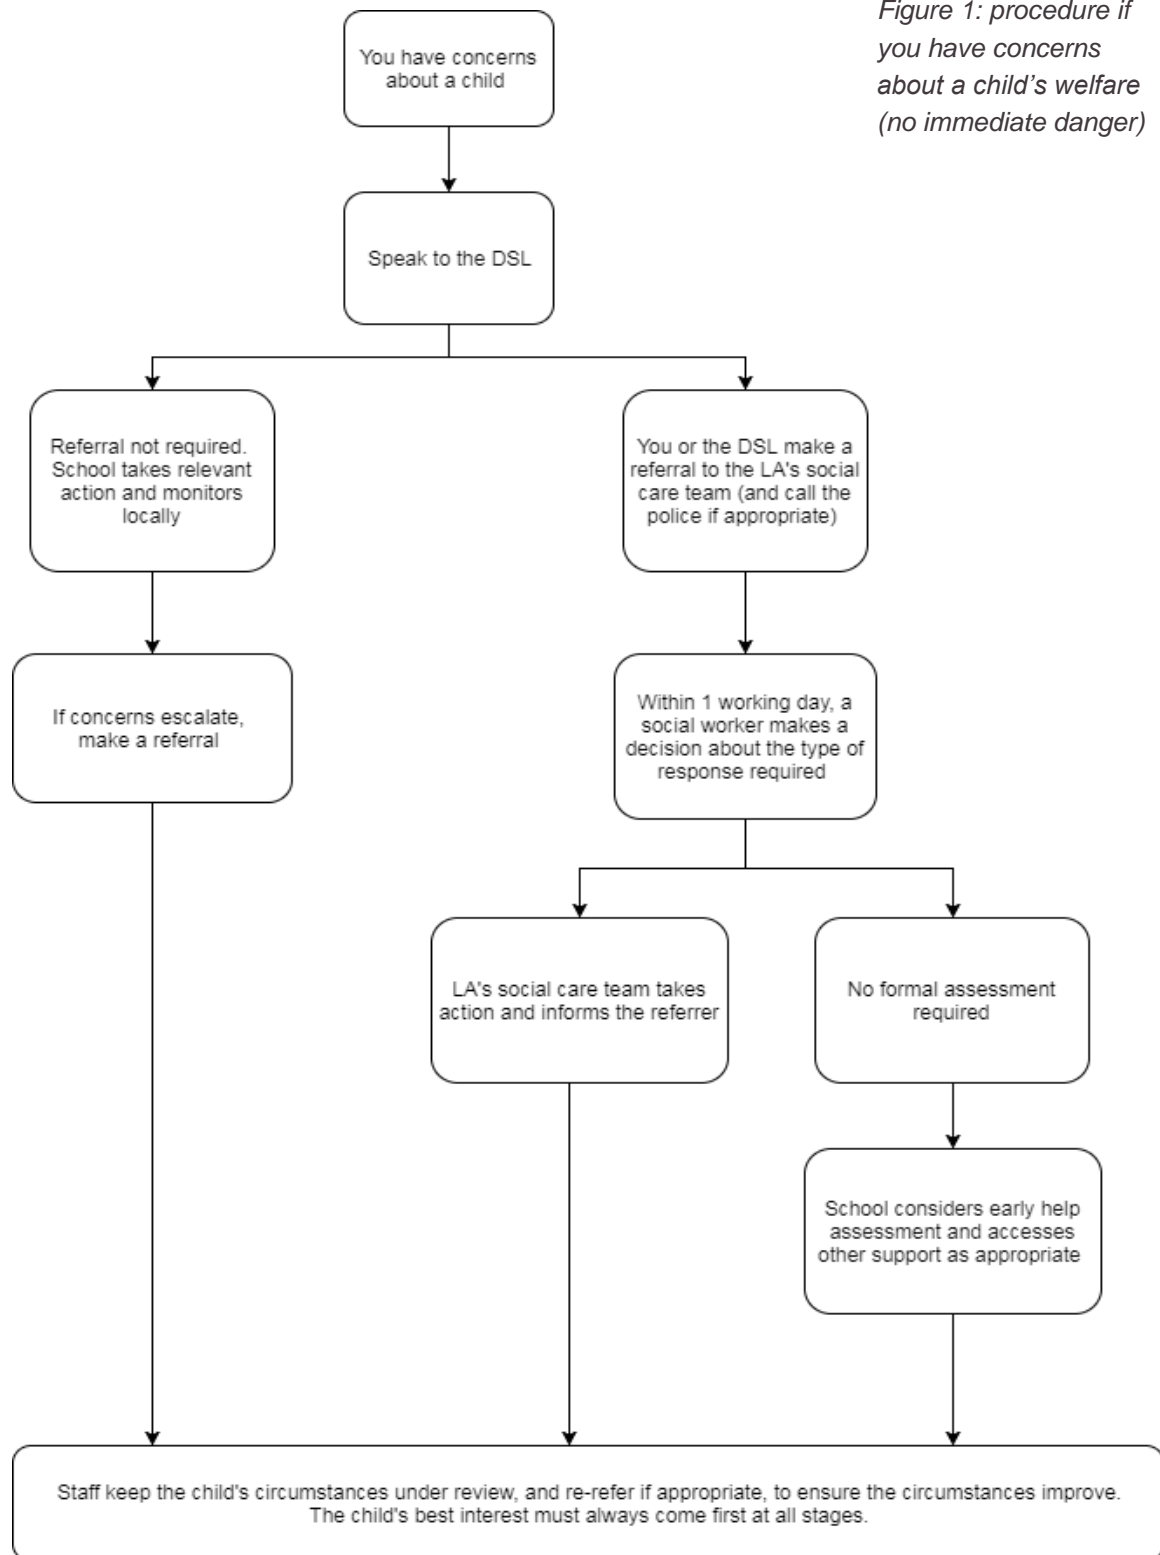 Figure 1: procedure if
you have concerns
about a child’s welfare
(no immediate danger)
You have concerns
about a child
Speak to the DSL
Referral not required.
School takes relevant
action and monitors
locally
You or the DSL make a
referral to the LA's social
care team (and call the
police if appropriate)
If concerns escalate,
make a referral
Within 1 working day, a
social worker makes a
decision about the type of
response required
LA's social care team takes
action and informs the referrer
No formal assessment
required
School considers early help
assessment and accesses
other support as appropriate
Staff keep the child's circumstances under review, and re-refer if appropriate, to ensure the circumstances improve.
The child's best interest must always come first at all stages.